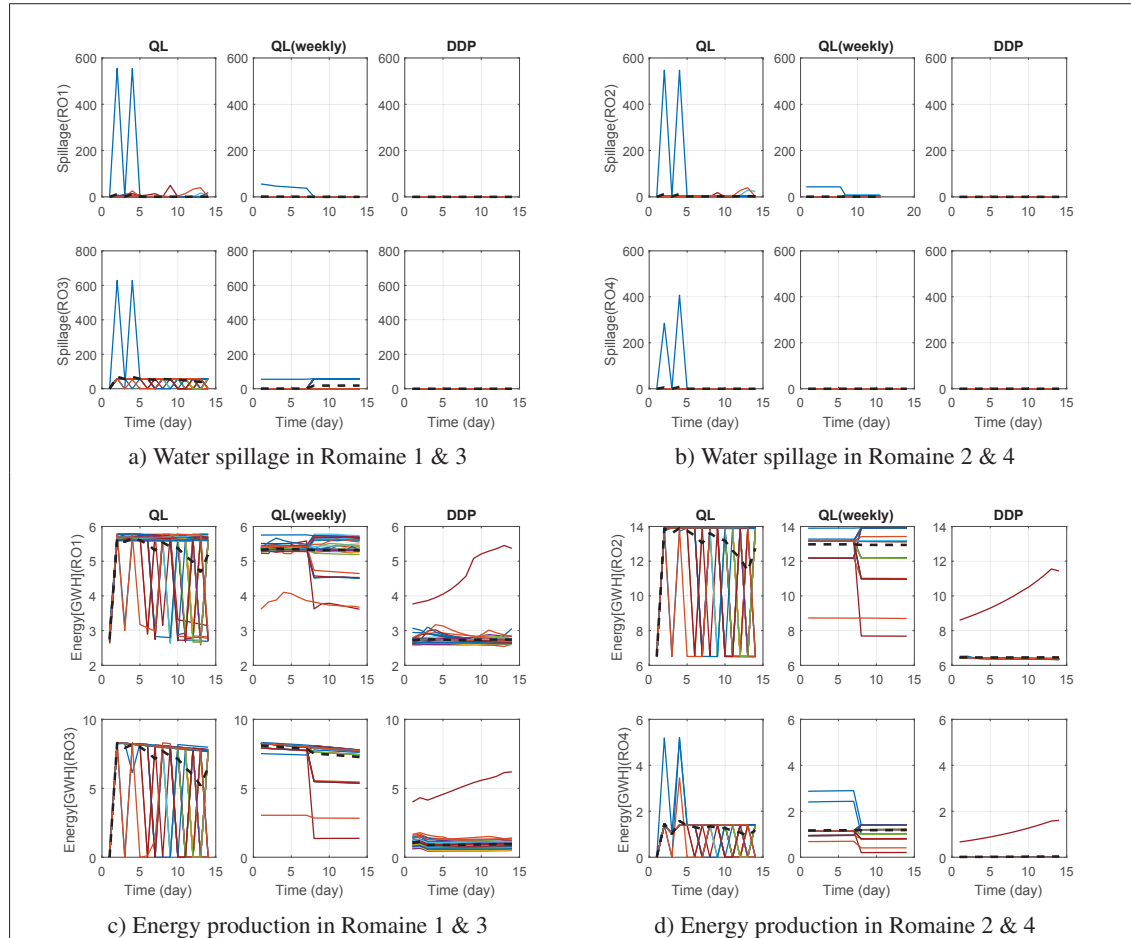 QL QL(weekly) DDP
Spillage(RO1)
600 600 600
400 400 400
200 200 200
0 0 0
0 5 10 15 0 5 10 15 0 5 10 15
Spillage(RO3)
800 800 800
600 600 600
400 400 400
200 200 200
0 0 0
0 5 10 15 0 5 10 15 0 5 10 15
Time (day) Time (day) Time (day)
a) Water spillage in Romaine 1 & 3
QL QL(weekly) DDP
Spillage(RO2)
600 600 600
400 400 400
200 200 200
0 0 0
0 5 10 15 0 10 20 0 5 10 15
Spillage(RO4)
600 600 600
400 400 400
200 200 200
0 0 0
0 5 10 15 0 5 10 15 0 5 10 15
Time (day) Time (day) Time (day)
b) Water spillage in Romaine 2 & 4
QL QL(weekly) DDP
Energy[GWH](RO1)
6 6 6
5 5 5
4 4 4
3 3 3
2 2 2
0 5 10 15 0 5 10 15 0 5 10 15
Energy[GWH](RO3)
10 10 10
5 5 5
0 0 0
0 5 10 15 0 5 10 15 0 5 10 15
Time (day) Time (day) Time (day)
c) Energy production in Romaine 1 & 3
QL QL(weekly) DDP
Energy[GWH](RO2)
14 14 14
13 13
12 12 12
11 11
10 10 10
9 9
8 8 8
7 7
6 6 6
0 5 10 15 0 5 10 15 0 5 10 15
Energy[GWH](RO4)
6 6 6
4 4 4
2 2 2
0 0 0
0 5 10 15 0 5 10 15 0 5 10 15
Time (day) Time (day) Time (day)
d) Energy production in Romaine 2 & 4